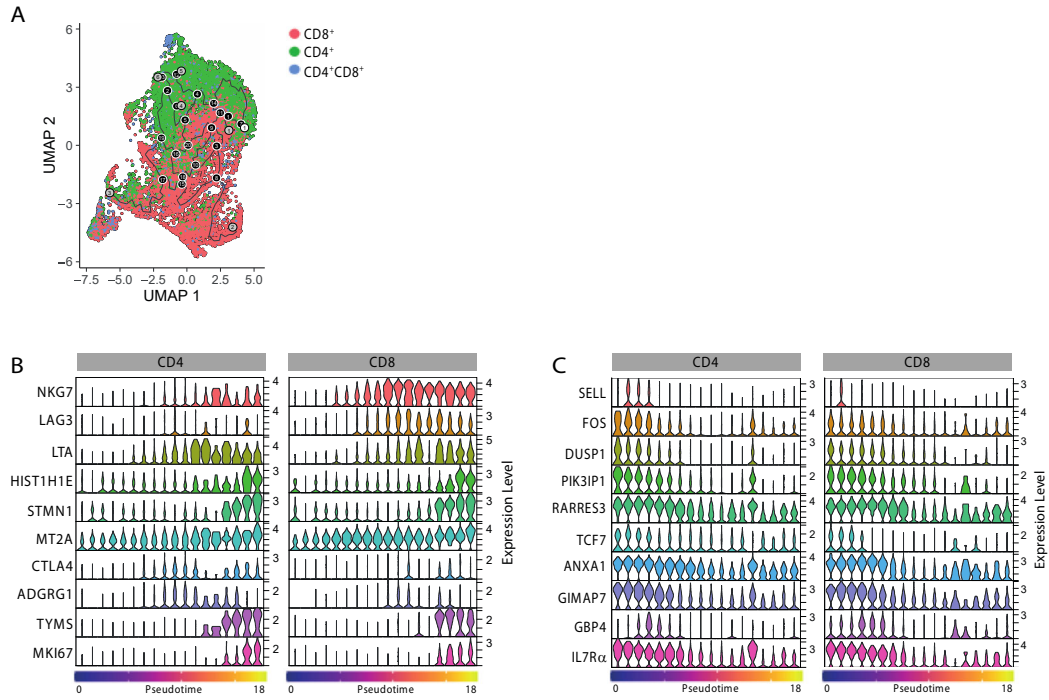 A
6
3
0
−3
−6
UMAP 2
−7.5 −5.0 −2.5 0.0 2.5 5.0
UMAP 1
CD8+
CD4+
CD4+CD8+
B
CD4 CD8
NKG7 4 4
LAG3 4 3
LTA 4 5
HIST1H1E 3 3
STMN1 3 3
MT2A 4 4
CTLA4 3 2
ADGRG1 2 2
TYMS 2 3
MKI67 2
Expression Level
0 Pseudotime 18 0 Pseudotime 18
C
CD4 CD8
SELL 3 3
FOS 4 4
DUSP1 3 3
PIK3IP1 2 2
RARRES3 4 4
TCF7 2 2
ANXA1 4 3
GIMAP7 3 3
GBP4 2 2
IL7Rα 3 4
Expression Level
0 Pseudotime 18 0 Pseudotime 18